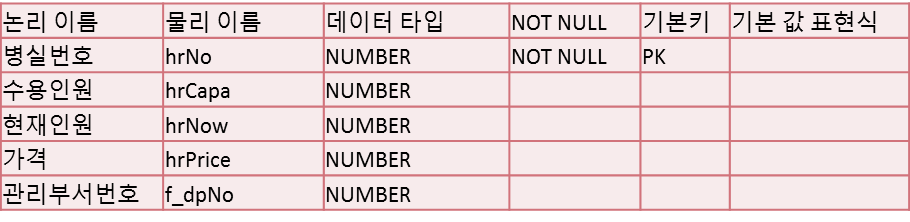 논리 이름 물리 이름 데이터 타입 NOT NULL 기본키 기본 값 표현식
병실번호 hrNo NUMBER NOT NULL PK
수용인원 hrCapa NUMBER
현재인원 hrNow NUMBER
가격 hrPrice NUMBER
관리부서번호 f_dpNo NUMBER